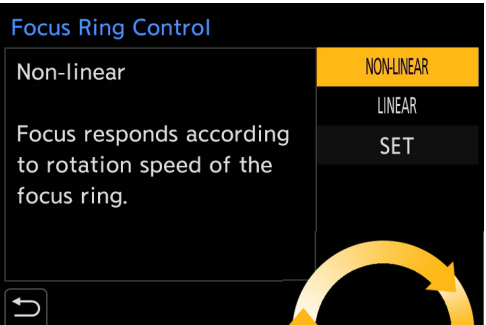 Focus Ring Control
Non-linear
Focus responds according
to rotation speed of the
focus ring.
NON-LINEAR
LINEAR
SET